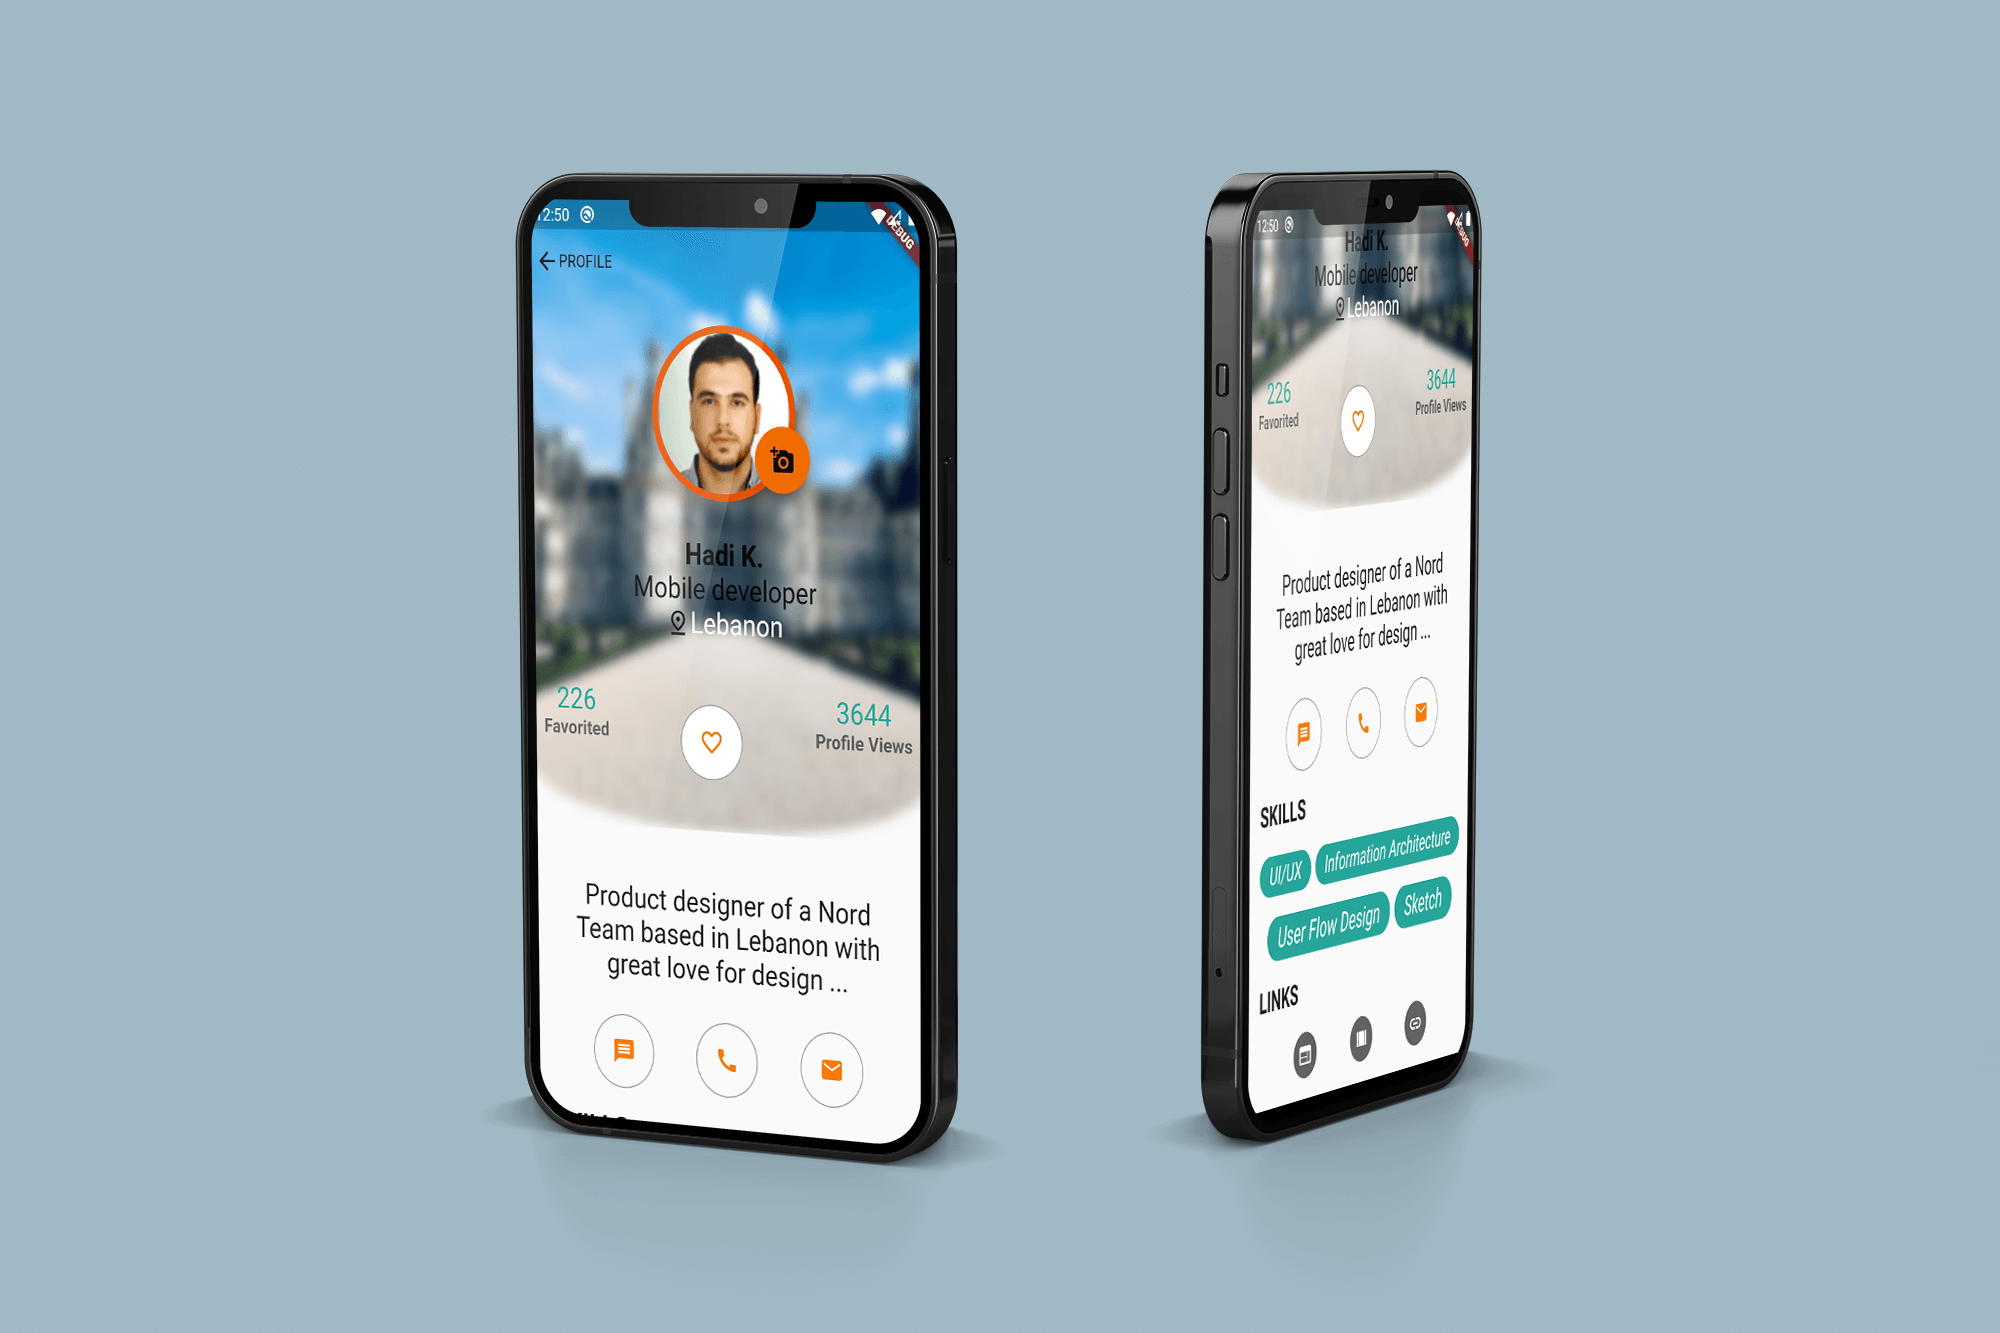 12:50
DEBUG
PROFILE
Hadi K.
Mobile developer
Lebanon
226
Favorited
3644
Profile Views
Product designer of a Nord
Team based in Lebanon with
great love for design ...
12:50
DEBUG
Hadi K.
Mobile developer
Lebanon
226
Favorited
3644
Profile Views
Product designer of a Nord
Team based in Lebanon with
great love for design ...
SKILLS
UI/UX
Information Architecture
User Flow Design
Sketch
LINKS